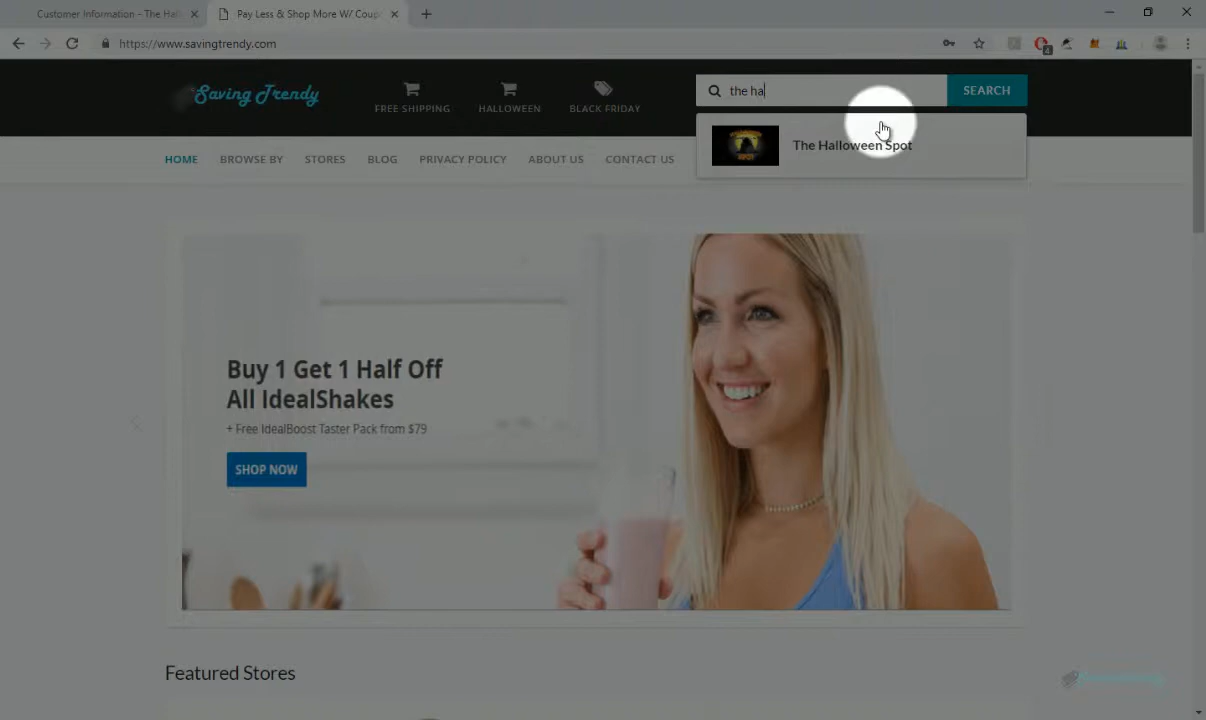 Customer Information - The Hal
Pay Less & Shop More W/ Coup
https://www.savingtrendy.com
4
Saving Trendy
FREE SHIPPING
HALLOWEEN
BLACK FRIDAY
the ha
SEARCH
The Halloween Spot
HOME
BROWSE BY
STORES
BLOG
PRIVACY POLICY
ABOUT US
CONTACT US
Buy 1 Get 1 Half Off
All IdealShakes
+ Free IdealBoost Taster Pack from $79
SHOP NOW
Featured Stores